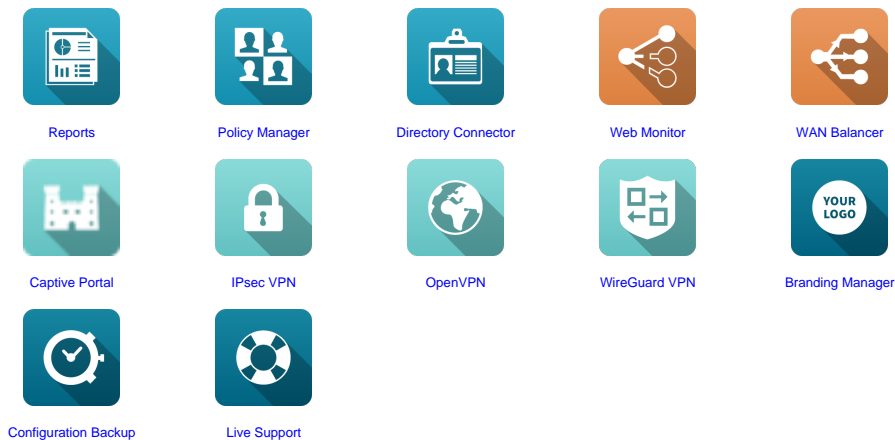 Reports
Policy Manager
Directory Connector
Web Monitor
WAN Balancer
YOUR
LOGO
Captive Portal
IPsec VPN
OpenVPN
WireGuard VPN
Branding Manager
Configuration Backup
Live Support